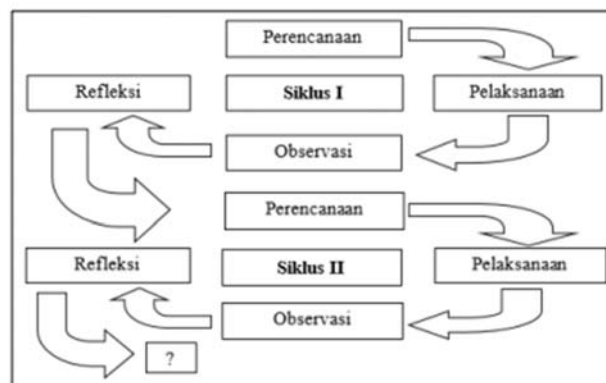 Perencanaan
Refleksi
Siklus I
Pelaksanaan
Observasi
Perencanaan
Refleksi
Siklus II
Pelaksanaan
Observasi
?